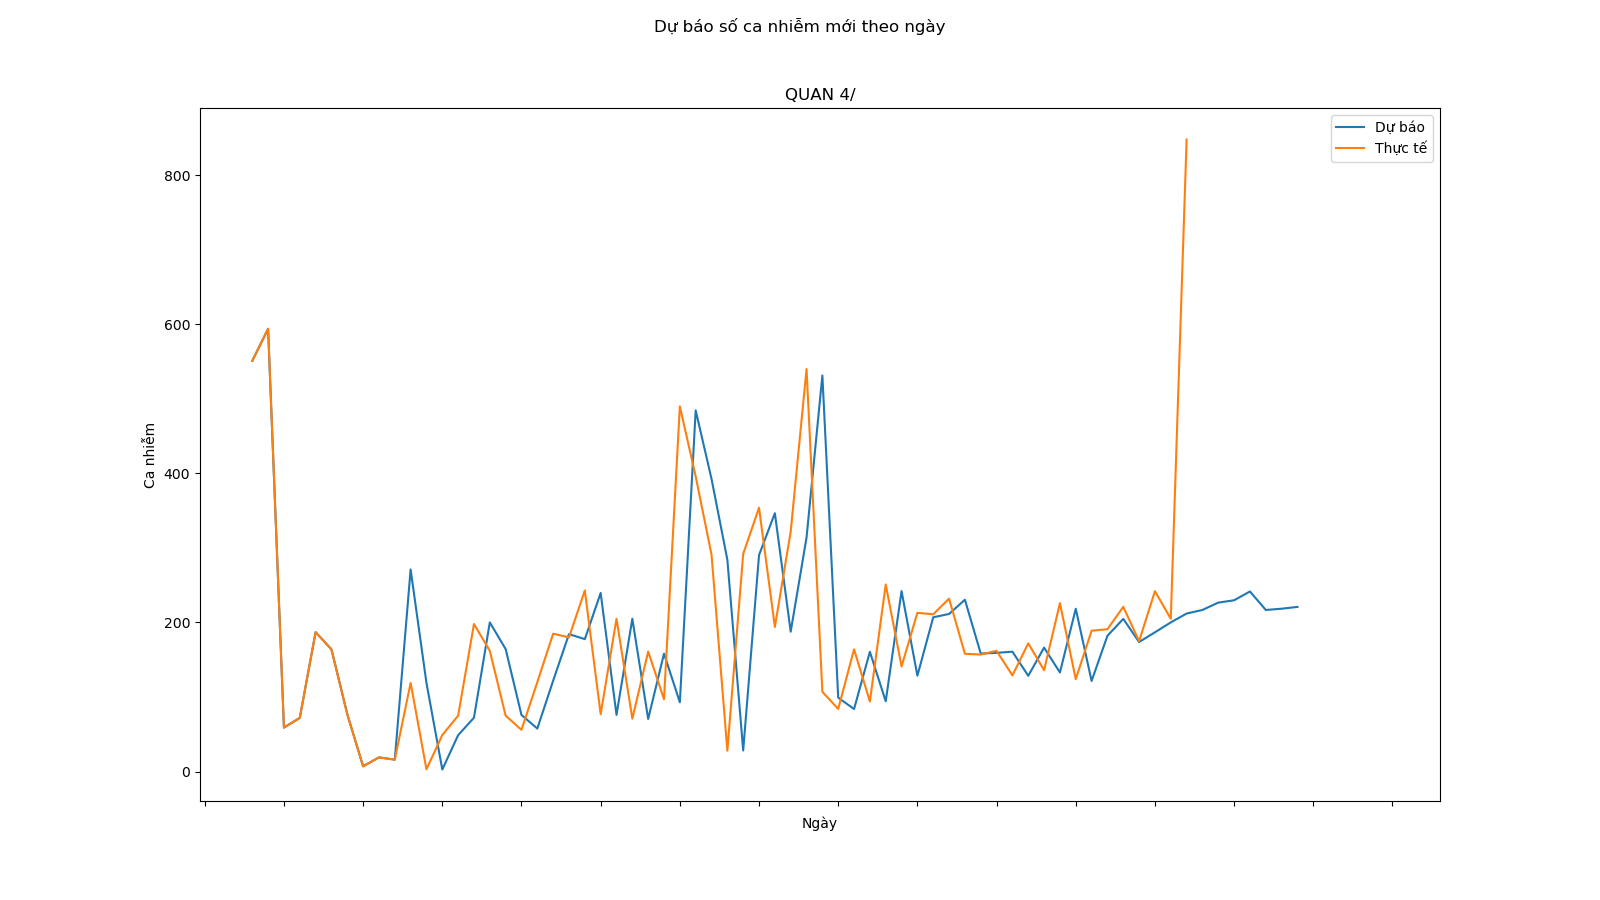 Dự báo số ca nhiễm mới theo ngày
QUAN 4/
Dự báo
Thực tế
800
600
400
200
0
Ca nhiễm
Ngày